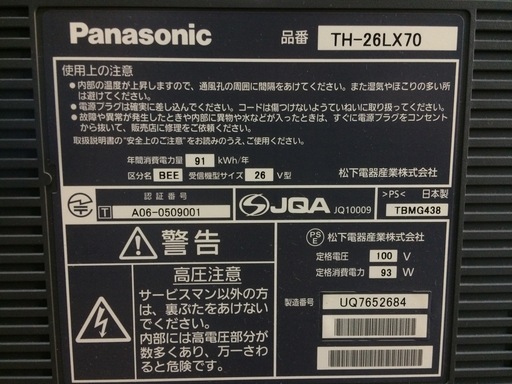 Panasonic
品番 TH-26LX70
使用上の注意
● 内部の温度が上昇しますので、通風孔の周囲に間隔をあけてください。また湿気やほこりの多い所
は避けてください。
● 電源プラグは確実に差し込んでください。コードは傷つけないようていねいに取り扱ってください。
● 故障や異常が発生したときや内部に異物や水などが入ったときは、すぐに電源プラグをコンセント
から抜いて、販売店に修理をご依頼ください。
取扱説明書の"安全上のご注意"をお読みのうえ、ご使用ください。
年間消費電力量 91 kWh/年
区分名 BEE 受信機型サイズ 26 V型
松下電器産業株式会社
認証番号
T A06-0509001
JQA JQ10009
>PS< 日本製
TBMG438
警告
高圧注意
サービスマン以外の方
は、裏ぶたをあけない
でください。
内部には高電圧部分が
数多くあり、万一さわ
ると危険です。
PS E 松下電器産業株式会社
定格電圧 100 V
定格消費電力 93 W
製造番号 UQ7652684